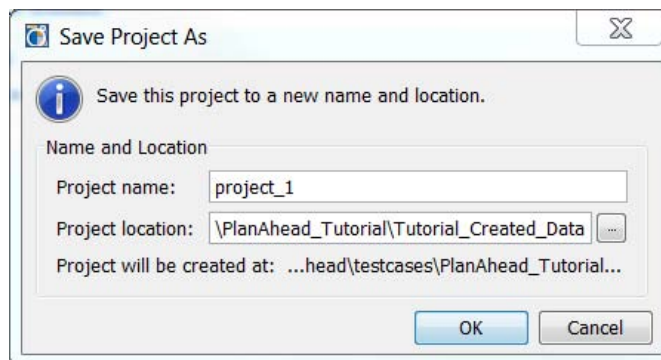 Save Project As
Save this project to a new name and location.
Name and Location
Project name: project_1
Project location: \PlanAhead_Tutorial\Tutorial_Created_Data ...
Project will be created at: ...head\testcases\PlanAhead_Tutorial...
OK Cancel